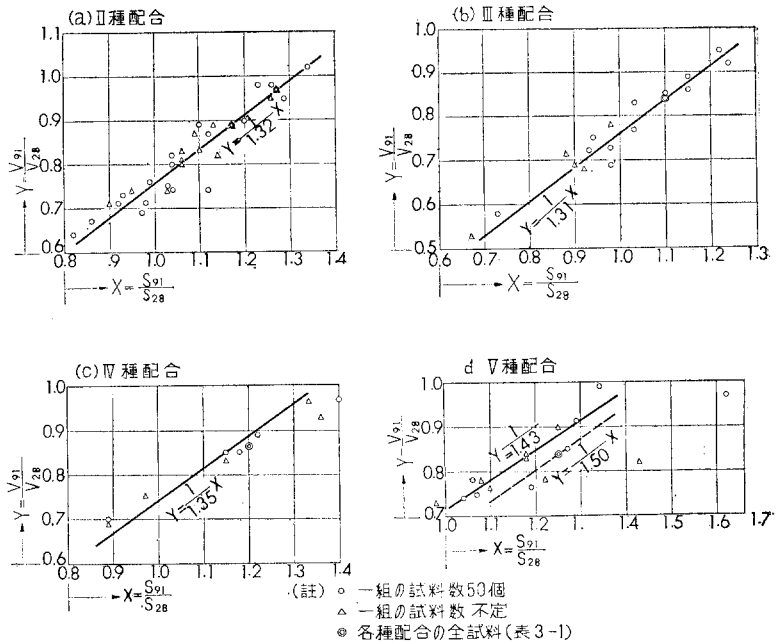 (a)Ⅱ種配合
1.1
1.0
0.9
0.8
0.7
0.6
0.8 0.9 1.0 1.1 1.2 1.3 1.4
Y=V91/V28
X=S91/S28
Y=1/1.32 X
(b)Ⅲ種配合
1.0
0.9
0.8
0.7
0.6
0.5
0.6 0.7 0.8 0.9 1.0 1.1 1.2 1.3
Y=V91/V28
X=S91/S28
Y=1/1.31 X
(c)Ⅳ種配合
1.0
0.9
0.8
0.7
0.6
0.8 0.9 1.0 1.1 1.2 1.3 1.4
Y=V91/V28
X=S91/S28
Y=1/1.35 X
d Ⅴ種配合
1.0
0.9
0.8
0.7
1.0 1.1 1.2 1.3 1.4 1.5 1.6 1.7
Y=V91/V28
X=S91/S28
Y=1/1.43
Y=1/1.50 X
(註) ○ 一組の試料数50個
△ 一組の試料数不定
◎ 各種配合の全試料(表3-1)